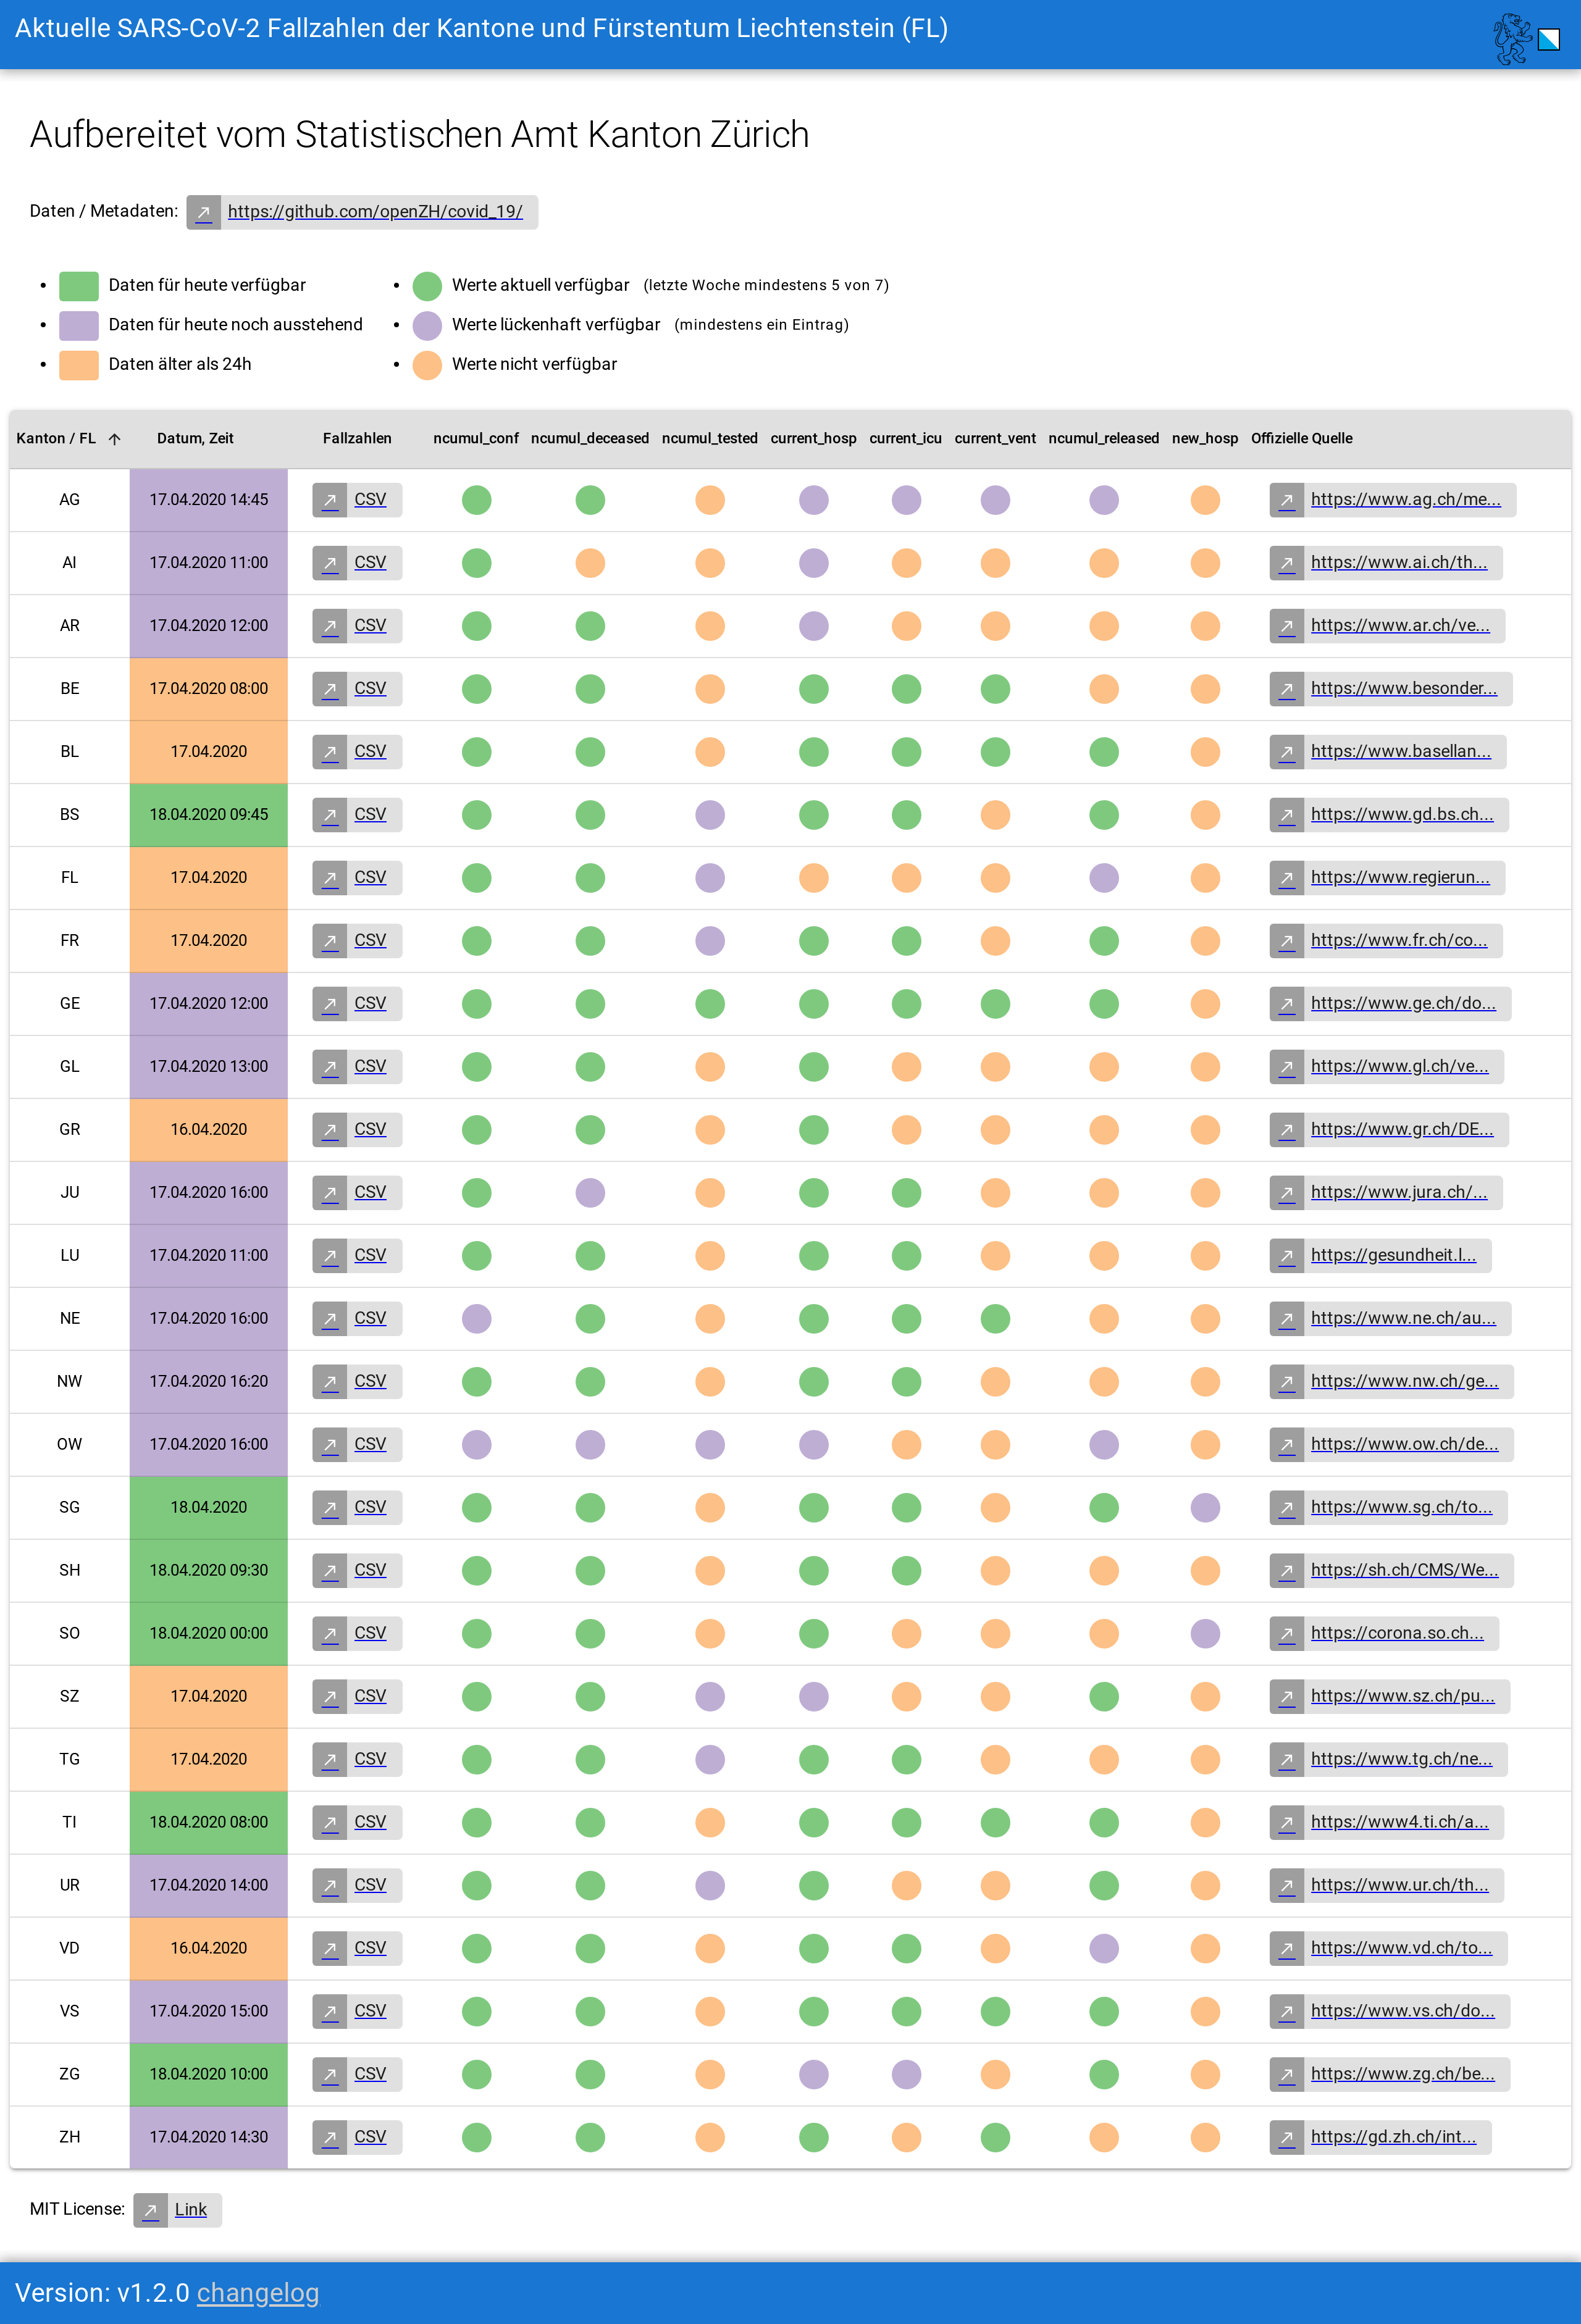 Aktuelle SARS-CoV-2 Fallzahlen der Kantone und Fürstentum Liechtenstein (FL)
Aufbereitet vom Statistischen Amt Kanton Zürich
Daten / Metadaten: https://github.com/openZH/covid_19/
Daten für heute verfügbar
Daten für heute noch ausstehend
Daten älter als 24h
Werte aktuell verfügbar (letzte Woche mindestens 5 von 7)
Werte lückenhaft verfügbar (mindestens ein Eintrag)
Werte nicht verfügbar
Kanton / FL Datum, Zeit Fallzahlen ncumul_conf ncumul_deceased ncumul_tested current_hosp current_icu current_vent ncumul_released new_hosp Offizielle Quelle
AG 17.04.2020 14:45 CSV https://www.ag.ch/me...
AI 17.04.2020 11:00 CSV https://www.ai.ch/th...
AR 17.04.2020 12:00 CSV https://www.ar.ch/ve...
BE 17.04.2020 08:00 CSV https://www.besonder...
BL 17.04.2020 CSV https://www.basellan...
BS 18.04.2020 09:45 CSV https://www.gd.bs.ch...
FL 17.04.2020 CSV https://www.regierun...
FR 17.04.2020 CSV https://www.fr.ch/co...
GE 17.04.2020 12:00 CSV https://www.ge.ch/do...
GL 17.04.2020 13:00 CSV https://www.gl.ch/ve...
GR 16.04.2020 CSV https://www.gr.ch/DE...
JU 17.04.2020 16:00 CSV https://www.jura.ch/...
LU 17.04.2020 11:00 CSV https://gesundheit.l...
NE 17.04.2020 16:00 CSV https://www.ne.ch/au...
NW 17.04.2020 16:20 CSV https://www.nw.ch/ge...
OW 17.04.2020 16:00 CSV https://www.ow.ch/de...
SG 18.04.2020 CSV https://www.sg.ch/to...
SH 18.04.2020 09:30 CSV https://sh.ch/CMS/We...
SO 18.04.2020 00:00 CSV https://corona.so.ch...
SZ 17.04.2020 CSV https://www.sz.ch/pu...
TG 17.04.2020 CSV https://www.tg.ch/ne...
TI 18.04.2020 08:00 CSV https://www4.ti.ch/a...
UR 17.04.2020 14:00 CSV https://www.ur.ch/th...
VD 16.04.2020 CSV https://www.vd.ch/to...
VS 17.04.2020 15:00 CSV https://www.vs.ch/do...
ZG 18.04.2020 10:00 CSV https://www.zg.ch/be...
ZH 17.04.2020 14:30 CSV https://gd.zh.ch/int...
MIT License: Link
Version: v1.2.0 changelog